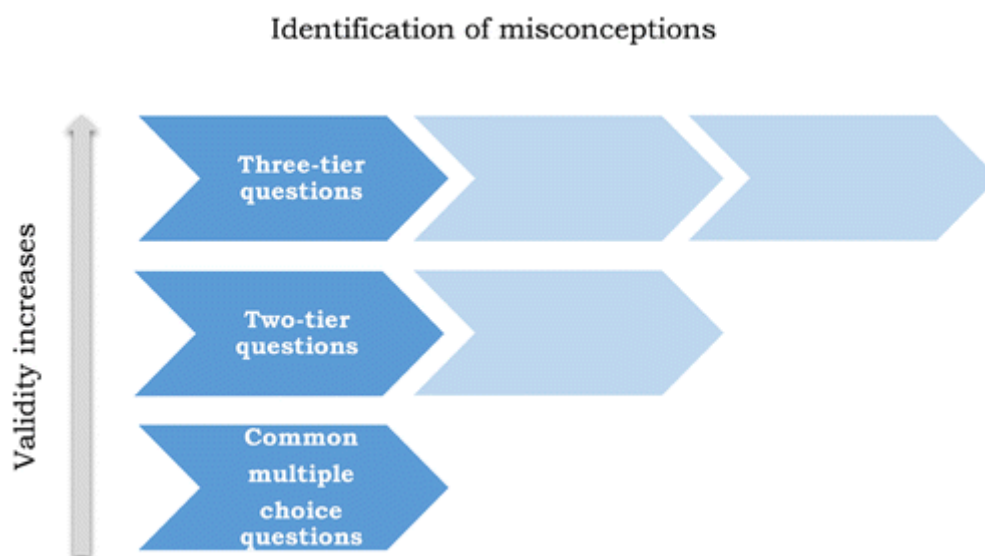 Identification of misconceptions
Three-tier
questions
Two-tier
questions
Common
multiple
choice
questions
Validity increases